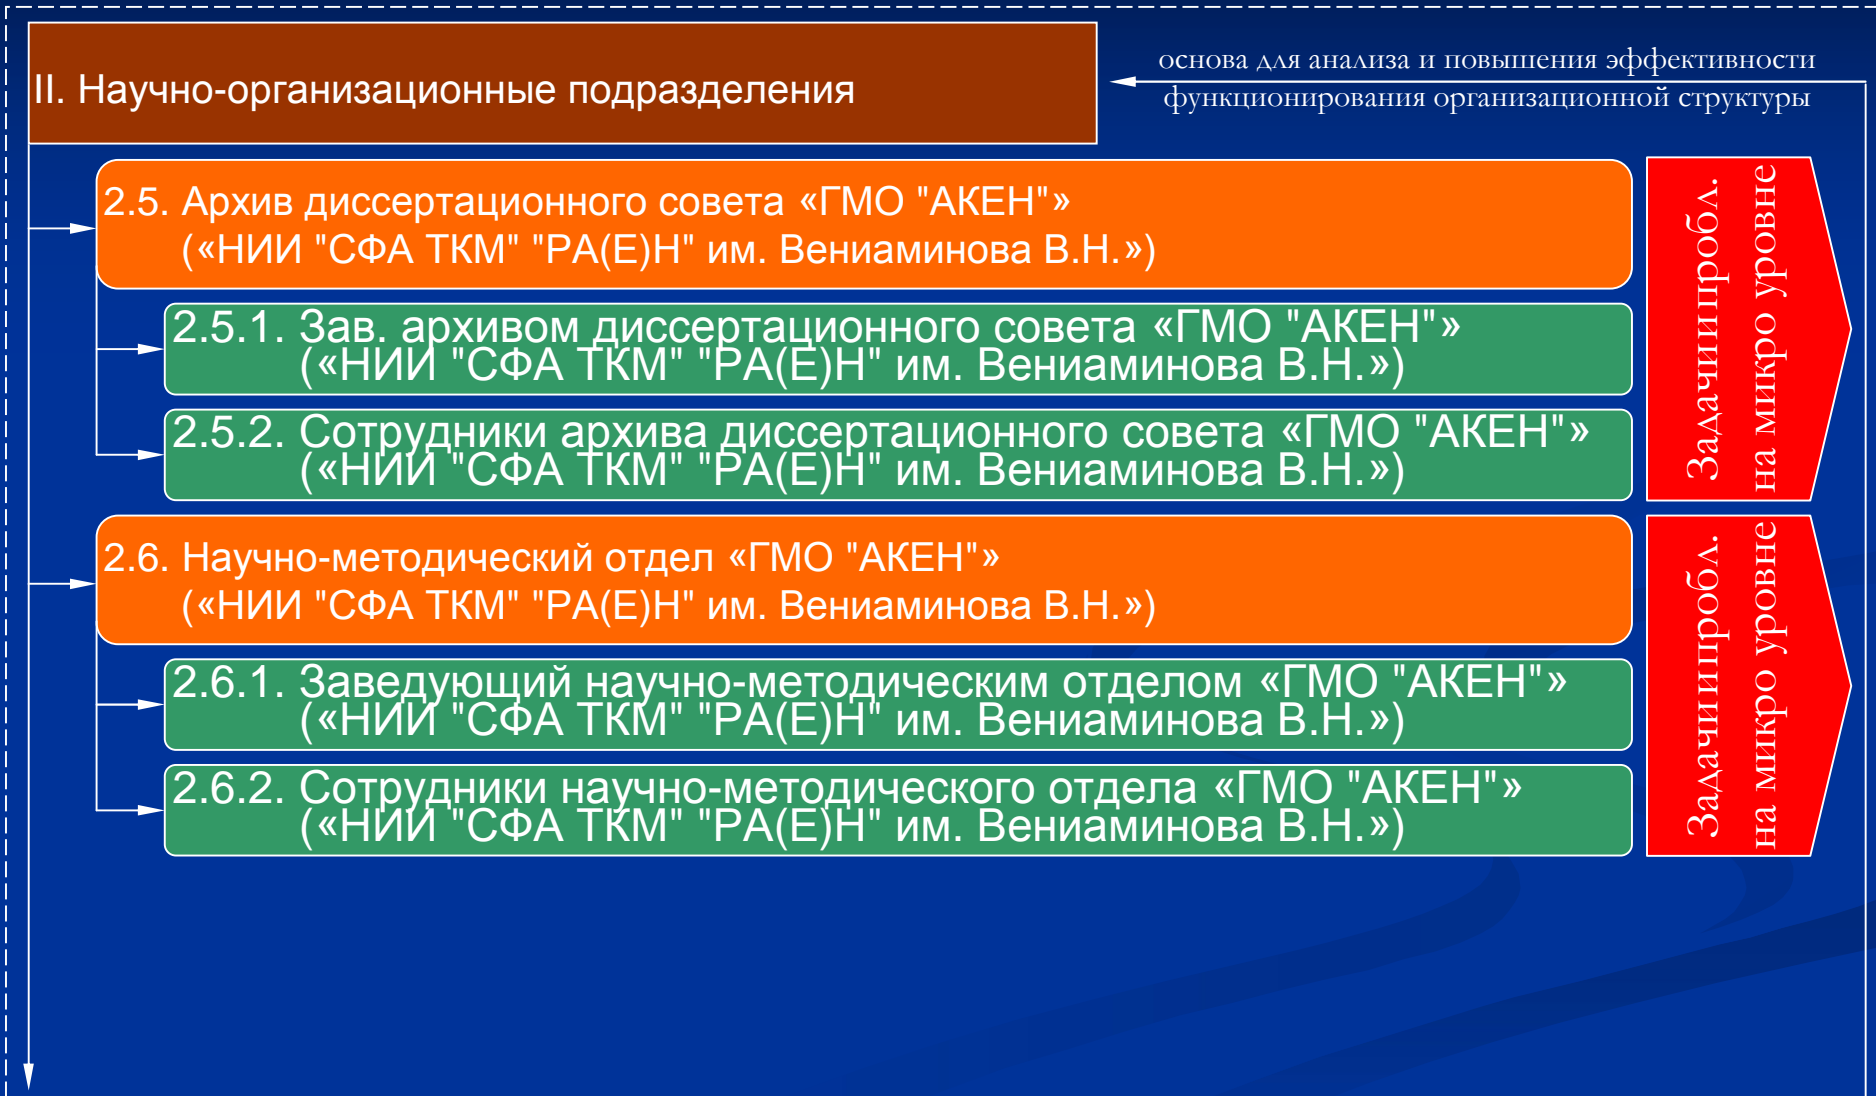 II. Научно-организационные подразделения
основа для анализа и повышения эффективности
функционирования организационной структуры
2.5. Архив диссертационного совета «ГМО "АКЕН"»
(«НИИ "СФА ТКМ" "РА(Е)Н" им. Вениаминова В.Н.»)
2.5.1. Зав. архивом диссертационного совета «ГМО "АКЕН"»
(«НИИ "СФА ТКМ" "РА(Е)Н" им. Вениаминова В.Н.»)
2.5.2. Сотрудники архива диссертационного совета «ГМО "АКЕН"»
(«НИИ "СФА ТКМ" "РА(Е)Н" им. Вениаминова В.Н.»)
Задачиипробл.
на микро уровне
2.6. Научно-методический отдел «ГМО "АКЕН"»
(«НИИ "СФА ТКМ" "РА(Е)Н" им. Вениаминова В.Н.»)
2.6.1. Заведующий научно-методическим отделом «ГМО "АКЕН"»
(«НИИ "СФА ТКМ" "РА(Е)Н" им. Вениаминова В.Н.»)
2.6.2. Сотрудники научно-методического отдела «ГМО "АКЕН"»
(«НИИ "СФА ТКМ" "РА(Е)Н" им. Вениаминова В.Н.»)
Задачиипробл.
на микро уровне